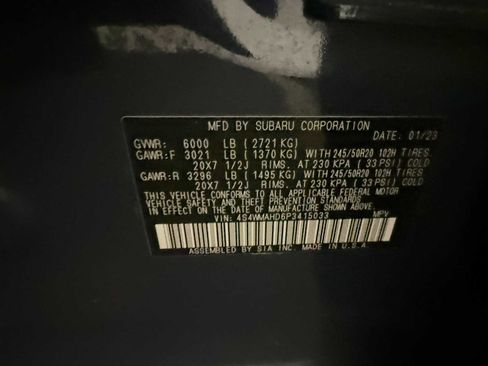 MFD BY SUBARU CORPORATION
DATE: 01/23
GVWR: 6000 LB ( 2721 KG)
GAWR:F 3021 LB ( 1370 KG) WITH 245/50R20 102H TIRES.
20X7 1/2J RIMS. AT 230 KPA ( 33 PSI) COLD
GAWR:R 3296 LB ( 1495 KG) WITH 245/50R20 102H TIRES.
20X7 1/2J RIMS. AT 230 KPA ( 33 PSI) COLD
THIS VEHICLE CONFORMS TO ALL APPLICABLE FEDERAL MOTOR
VEHICLE SAFETY STANDARDS IN EFFECT ON THE DATE OF
MANUFACTURE SHOWN ABOVE.
VIN: 4S4WMAHD6P3415033 MPV
ASSEMBLED BY SIA INC. MADE IN U.S.A.